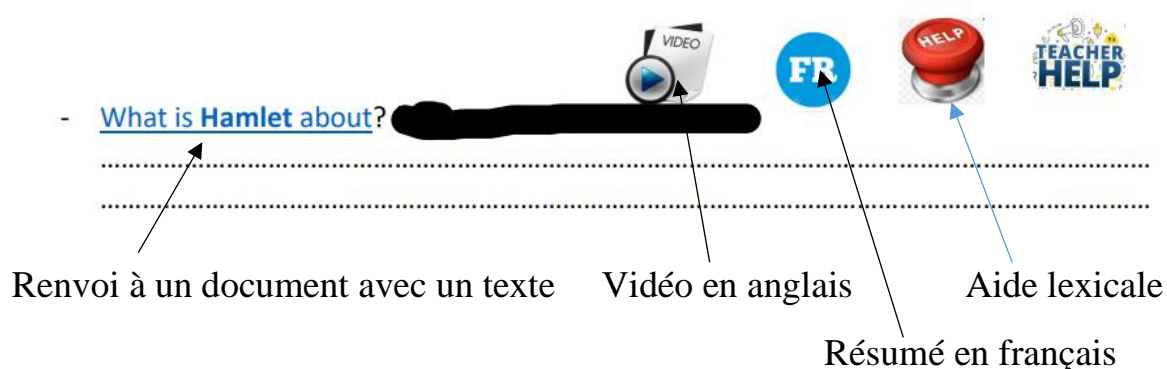 VIDEO
FR
HELP
TEACHER
HELP
- What is Hamlet about?
Renvoi à un document avec un texte Vidéo en anglais Aide lexicale
Résumé en français